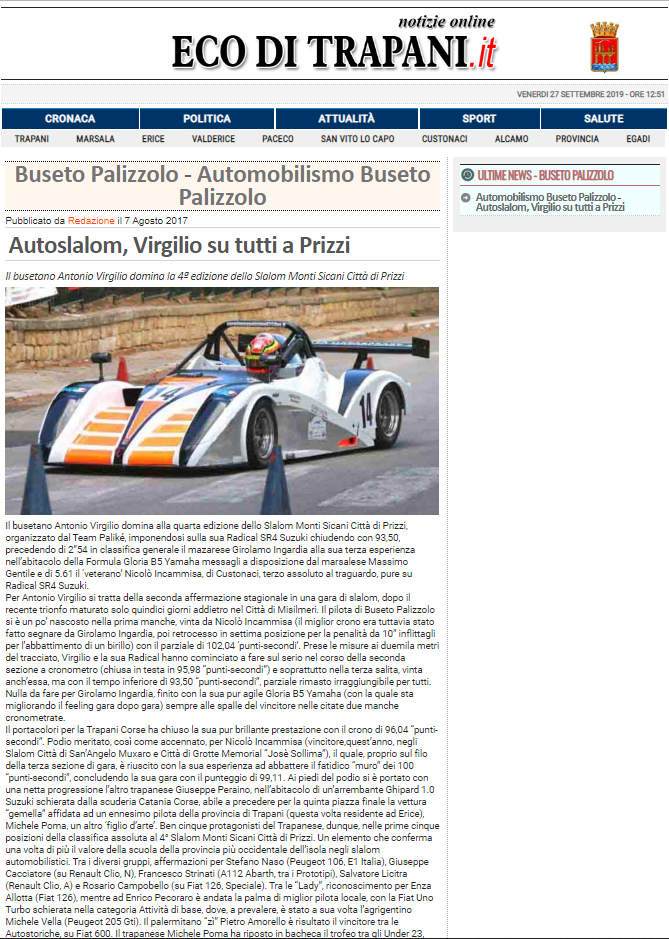 notizie online
ECO DI TRAPANI.it
VENERDI 27 SETTEMBRE 2019 - ORE 12:51
CRONACA POLITICA ATTUALITÀ SPORT SALUTE
TRAPANI MARSALA ERICE VALDERICE PACECO SAN VITO LO CAPO CUSTONACI ALCAMO PROVINCIA EGADI
Buseto Palizzolo - Automobilismo Buseto
Palizzolo
Pubblicato da Redazione il 7 Agosto 2017
Autoslalom, Virgilio su tutti a Prizzi
Il busetano Antonio Virgilio domina la 4ª edizione dello Slalom Monti Sicani Città di Prizzi
14
14
Il busetano Antonio Virgilio domina alla quarta edizione dello Slalom Monti Sicani Città di Prizzi,
organizzato dal Team Paliké, imponendosi sulla sua Radical SR4 Suzuki chiudendo con 93,50,
precedendo di 2"54 in classifica generale il mazarese Girolamo Ingardia alla sua terza esperienza
nell'abitacolo della Formula Gloria B5 Yamaha messagli a disposizione dal marsalese Massimo
Gentile e di 5.61 il 'veterano' Nicolò Incammisa, di Custonaci, terzo assoluto al traguardo, pure su
Radical SR4 Suzuki.
Per Antonio Virgilio si tratta della seconda affermazione stagionale in una gara di slalom, dopo il
recente trionfo maturato solo quindici giorni addietro nel Città di Misilmeri. Il pilota di Buseto Palizzolo
si è un po' nascosto nella prima manche, vinta da Nicolò Incammisa (il miglior crono era tuttavia stato
fatto segnare da Girolamo Ingardia, poi retrocesso in settima posizione per la penalità da 10" inflittagli
per l'abbattimento di un birillo) con il parziale di 102,04 'punti-secondi'. Prese le misure ai duemila metri
del tracciato, Virgilio e la sua Radical hanno cominciato a fare sul serio nel corso della seconda
sezione a cronometro (chiusa in testa in 95,98 "punti-secondi") e soprattutto nella terza salita, vinta
anch'essa, ma con il tempo inferiore di 93,50 "punti-secondi", parziale rimasto irraggiungibile per tutti.
Nulla da fare per Girolamo Ingardia, finito con la sua pur agile Gloria B5 Yamaha (con la quale sta
migliorando il feeling gara dopo gara) sempre alle spalle del vincitore nelle citate due manche
cronometrate.
Il portacolori per la Trapani Corse ha chiuso la sua pur brillante prestazione con il crono di 96,04 "punti-
secondi". Podio meritato, così come accennato, per Nicolò Incammisa (vincitore,quest'anno, negli
Slalom Città di San'Angelo Muxaro e Città di Grotte Memorial "Josè Sollima"), il quale, proprio sul filo
della terza sezione di gara, è riuscito con la sua esperienza ad abbattere il fatidico "muro" dei 100
"punti-secondi", concludendo la sua gara con il punteggio di 99,11. Ai piedi del podio si è portato con
una netta progressione l'altro trapanese Giuseppe Peraino, nell'abitacolo di un'arrembante Ghipard 1.0
Suzuki schierata dalla scuderia Catania Corse, abile a precedere per la quinta piazza finale la vettura
"gemella" affidata ad un ennesimo pilota della provincia di Trapani (questa volta residente ad Erice),
Michele Poma, un altro 'figlio d'arte'. Ben cinque protagonisti del Trapanese, dunque, nelle prime cinque
posizioni della classifica assoluta al 4° Slalom Monti Sicani Città di Prizzi. Un elemento che conferma
una volta di più il valore della scuola della provincia più occidentale dell'isola negli slalom
automobilistici. Tra i diversi gruppi, affermazioni per Stefano Naso (Peugeot 106, E1 Italia), Giuseppe
Cacciatore (su Renault Clio, N), Francesco Strinati (A112 Abarth, tra i Prototipi), Salvatore Licitra
(Renault Clio, A) e Rosario Campobello (su Fiat 126, Speciale). Tra le "Lady", riconoscimento per Enza
Allotta (Fiat 126), mentre ad Enrico Pecoraro è andata la palma di miglior pilota locale, con la Fiat Uno
Turbo schierata nella categoria Attività di base, dove, a prevalere, è stato a sua volta l'agrigentino
Michele Vella (Peugeot 205 Gti). Il palermitano "zì" Pietro Amorello è risultato il vincitore tra le
Autostoriche, su Fiat 600. Il trapanese Michele Poma ha riposto in bacheca il trofeo tra gli Under 23,
ULTIME NEWS - BUSETO PALIZZOLO
Automobilismo Buseto Palizzolo -
Autoslalom, Virgilio su tutti a Prizzi